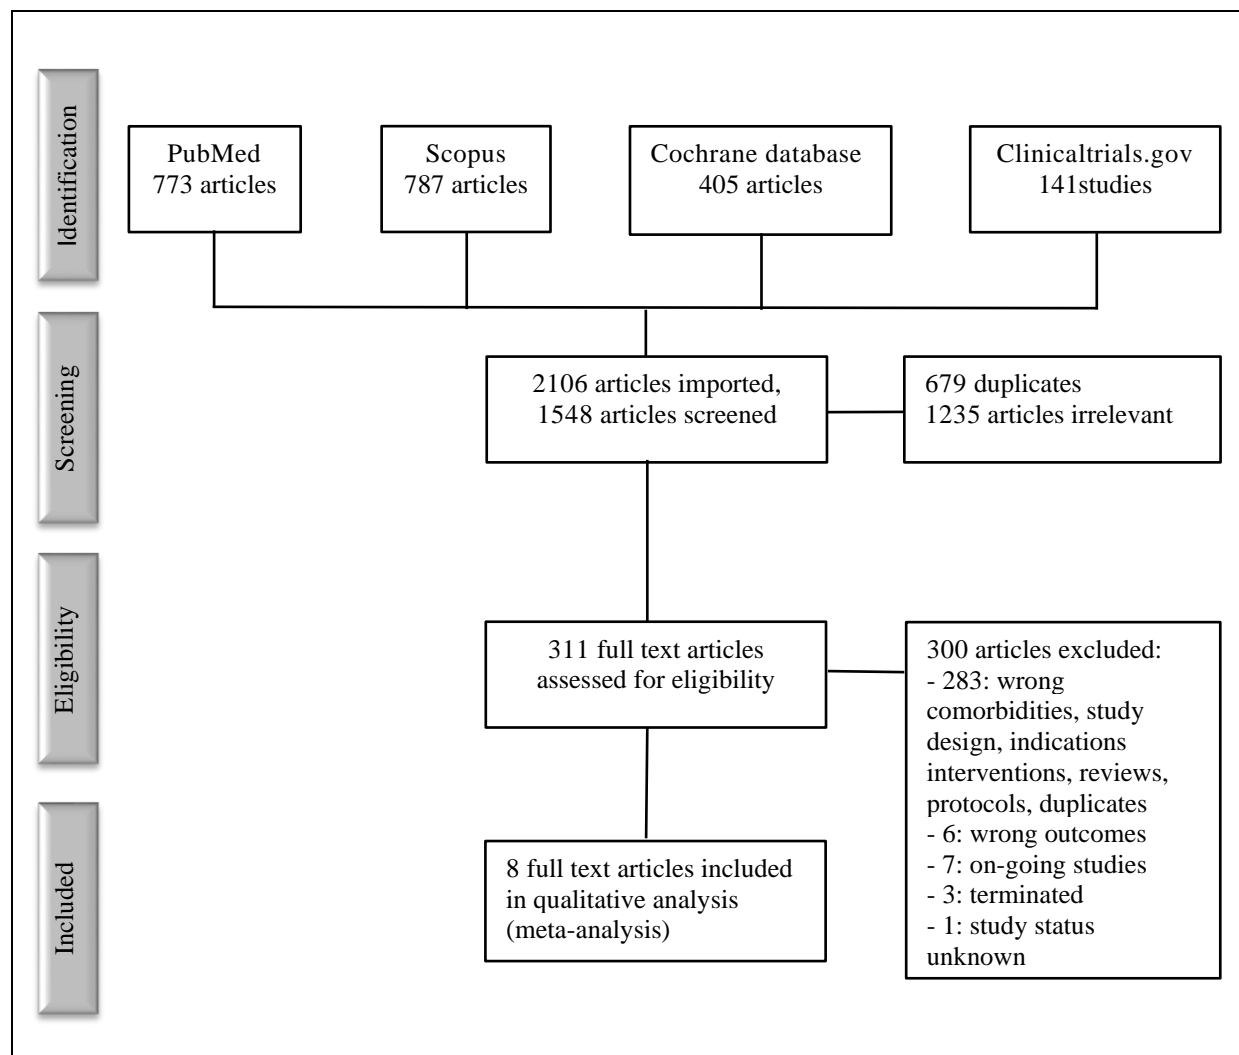 Identification
PubMed
773 articles
Scopus
787 articles
Cochrane database
405 articles
Clinicaltrials.gov
141studies
Screening
2106 articles imported,
1548 articles screened
679 duplicates
1235 articles irrelevant
Eligibility
311 full text articles
assessed for eligibility
300 articles excluded:
- 283: wrong
comorbidities, study
design, indications
interventions, reviews,
protocols, duplicates
- 6: wrong outcomes
- 7: on-going studies
- 3: terminated
- 1: study status
unknown
Included
8 full text articles included
in qualitative analysis
(meta-analysis)